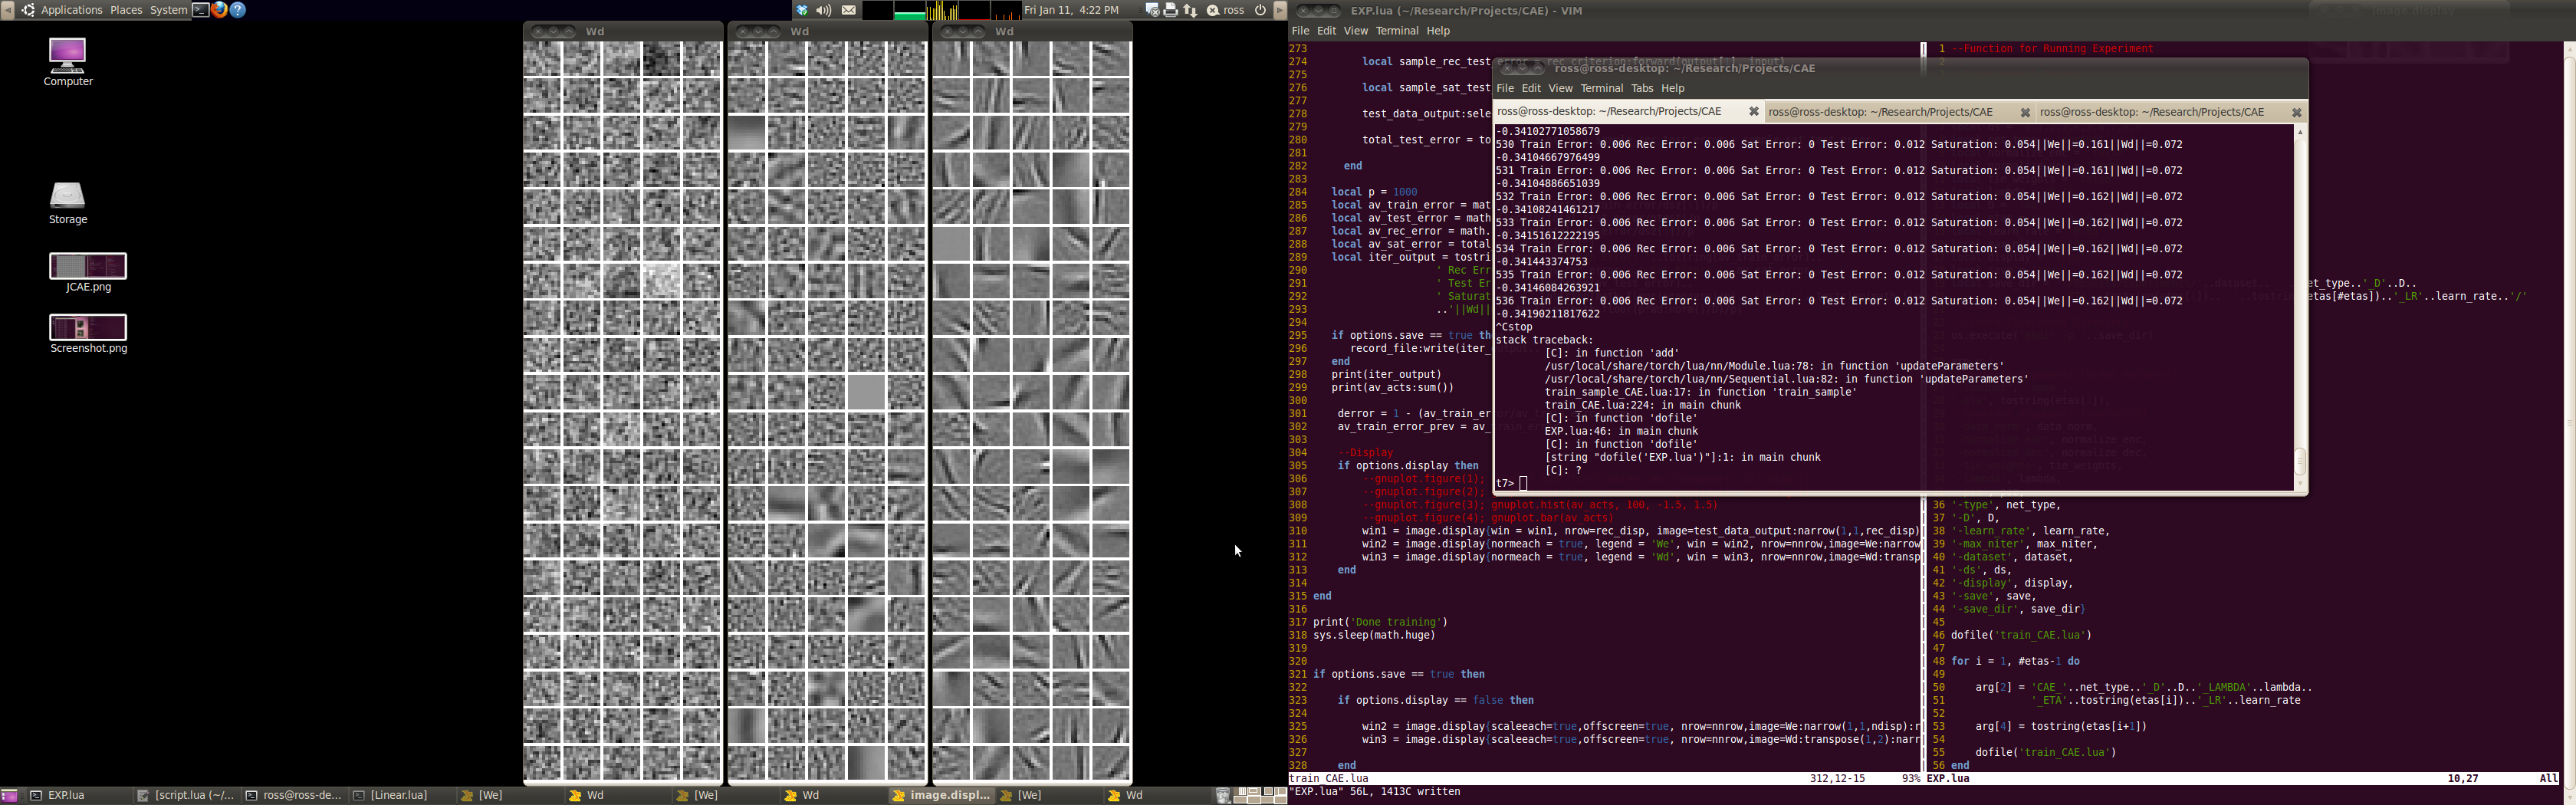 Applications Places System
Fri Jan 11, 4:22 PM
ross
Computer
Storage
JCAE.png
Screenshot.png
Wd
Wd
Wd
EXP.lua (~/Research/Projects/CAE) - VIM
File Edit View Terminal Help
273
274 local sample_rec_test
275
276 local sample_sat_test
277
278 test_data_output:sele
279
280 total_test_error = to
281
282 end
283
284 local p = 1000
285 local av_train_error = mat
286 local av_test_error = math
287 local av_rec_error = math.
288 local av_sat_error = total
289 local iter_output = tostri
290 ' Rec Err
291 ' Test Er
292 ' Saturat
293 ..'||Wd||
294
295 if options.save == true th
296 record_file:write(iter_
297 end
298 print(iter_output)
299 print(av_acts:sum())
300
301 derror = 1 - (av_train_er
302 av_train_error_prev = av_
303
304 --Display
305 if options.display then
306 --gnuplot.figure(1);
307 --gnuplot.figure(2);
308 --gnuplot.figure(3); gnuplot.hist(av_acts, 100, -1.5, 1.5)
309 --gnuplot.figure(4); gnuplot.bar(av_acts)
310 win1 = image.display{win = win1, nrow=rec_disp, image=test_data_output:narrow(1,1,rec_disp)
311 win2 = image.display{normeach = true, legend = 'We', win = win2, nrow=nnrow,image=We:narrow
312 win3 = image.display{normeach = true, legend = 'Wd', win = win3, nrow=nnrow,image=Wd:transp
313 end
314
315 end
316
317 print('Done training')
318 sys.sleep(math.huge)
319
320
321 if options.save == true then
322
323 if options.display == false then
324
325 win2 = image.display{scaleeach=true,offscreen=true, nrow=nnrow,image=We:narrow(1,1,ndisp):r
326 win3 = image.display{scaleeach=true,offscreen=true, nrow=nnrow,image=Wd:transpose(1,2):narr
327
328 end
train_CAE.lua 312,12-15 93%
"EXP.lua" 56L, 1413C written
ross@ross-desktop: ~/Research/Projects/CAE
File Edit View Terminal Tabs Help
ross@ross-desktop: ~/Research/Projects/CAE
ross@ross-desktop: ~/Research/Projects/CAE
ross@ross-desktop: ~/Research/Projects/CAE
-0.34102771058679
530 Train Error: 0.006 Rec Error: 0.006 Sat Error: 0 Test Error: 0.012 Saturation: 0.054||We||=0.161||Wd||=0.072
-0.34104667976499
531 Train Error: 0.006 Rec Error: 0.006 Sat Error: 0 Test Error: 0.012 Saturation: 0.054||We||=0.161||Wd||=0.072
-0.34104886651039
532 Train Error: 0.006 Rec Error: 0.006 Sat Error: 0 Test Error: 0.012 Saturation: 0.054||We||=0.162||Wd||=0.072
-0.34108241461217
533 Train Error: 0.006 Rec Error: 0.006 Sat Error: 0 Test Error: 0.012 Saturation: 0.054||We||=0.162||Wd||=0.072
-0.34151612222195
534 Train Error: 0.006 Rec Error: 0.006 Sat Error: 0 Test Error: 0.012 Saturation: 0.054||We||=0.162||Wd||=0.072
-0.341443374753
535 Train Error: 0.006 Rec Error: 0.006 Sat Error: 0 Test Error: 0.012 Saturation: 0.054||We||=0.162||Wd||=0.072
-0.34146084263921
536 Train Error: 0.006 Rec Error: 0.006 Sat Error: 0 Test Error: 0.012 Saturation: 0.054||We||=0.162||Wd||=0.072
-0.34190211817622
^Cstop
stack traceback:
[C]: in function 'add'
/usr/local/share/torch/lua/nn/Module.lua:78: in function 'updateParameters'
/usr/local/share/torch/lua/nn/Sequential.lua:82: in function 'updateParameters'
train_sample_CAE.lua:17: in function 'train_sample'
train_CAE.lua:224: in main chunk
[C]: in function 'dofile'
EXP.lua:46: in main chunk
[C]: in function 'dofile'
[string "dofile('EXP.lua')"]:1: in main chunk
[C]: ?
t7>
1 --Function for Running Experiment
et_type..'_D'..D..
etas[#etas])..'_LR'..learn_rate..'/'
36 '-type', net_type,
37 '-D', D,
38 '-learn_rate', learn_rate,
39 '-max_niter', max_niter,
40 '-dataset', dataset,
41 '-ds', ds,
42 '-display', display,
43 '-save', save,
44 '-save_dir', save_dir}
45
46 dofile('train_CAE.lua')
47
48 for i = 1, #etas-1 do
49
50 arg[2] = 'CAE_'..net_type..'_D'..D..'_LAMBDA'..lambda..
51 '_ETA'..tostring(etas[i])..'_LR'..learn_rate
52
53 arg[4] = tostring(etas[i+1])
54
55 dofile('train_CAE.lua')
56 end
EXP.lua 10,27 All
EXP.lua
[script.lua (~/...
ross@ross-de...
[Linear.lua]
[We]
Wd
[We]
Wd
image.displ...
[We]
Wd